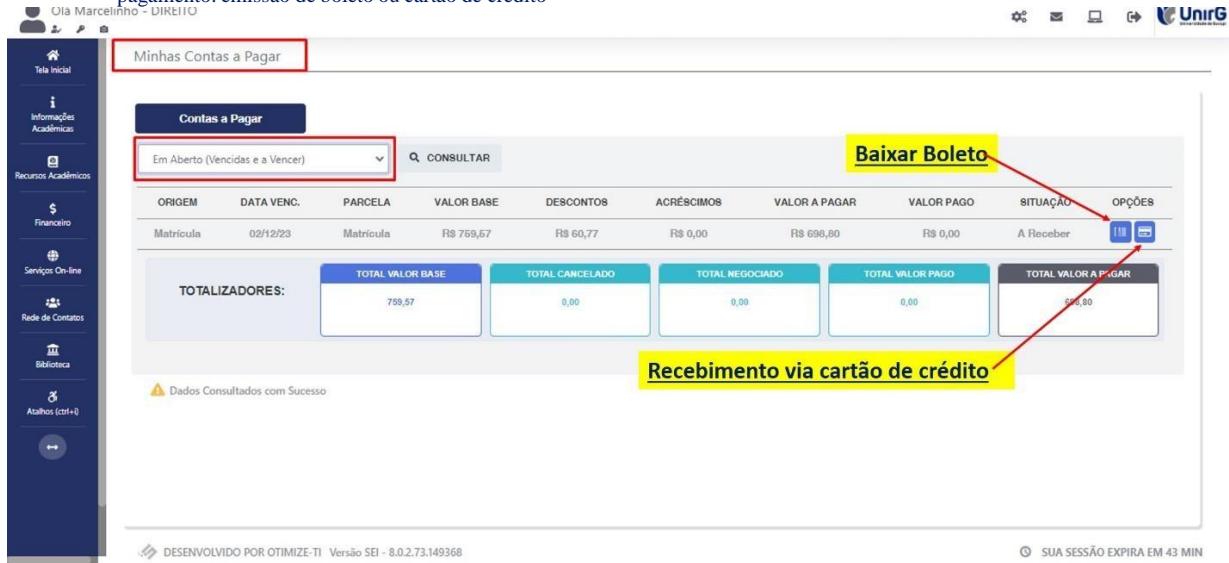 pagamento: emissão de boleto ou cartão de crédito
Olá Marcelinho - DIREITO
UnirG
Tela Inicial
Informações
Acadêmicas
Recursos Acadêmicos
Financeiro
Serviços On-line
Rede de Contatos
Biblioteca
Atalhos (ctrl+i)
Minhas Contas a Pagar
Contas a Pagar
Em Aberto (Vencidas e a Vencer) CONSULTAR
Baixar Boleto
ORIGEM DATA VENC. PARCELA VALOR BASE DESCONTOS ACRÉSCIMOS VALOR A PAGAR VALOR PAGO SITUAÇÃO OPÇÕES
Matrícula 02/12/23 Matrícula R$ 759,57 R$ 60,77 R$ 0,00 R$ 698,80 R$ 0,00 A Receber
TOTALIZADORES:
TOTAL VALOR BASE TOTAL CANCELADO TOTAL NEGOCIADO TOTAL VALOR PAGO TOTAL VALOR A PAGAR
759,57 0,00 0,00 0,00 698,80
Recebimento via cartão de crédito
Dados Consultados com Sucesso
DESENVOLVIDO POR OTIMIZE-TI Versão SEI - 8.0.2.73.149368
SUA SESSÃO EXPIRA EM 43 MIN